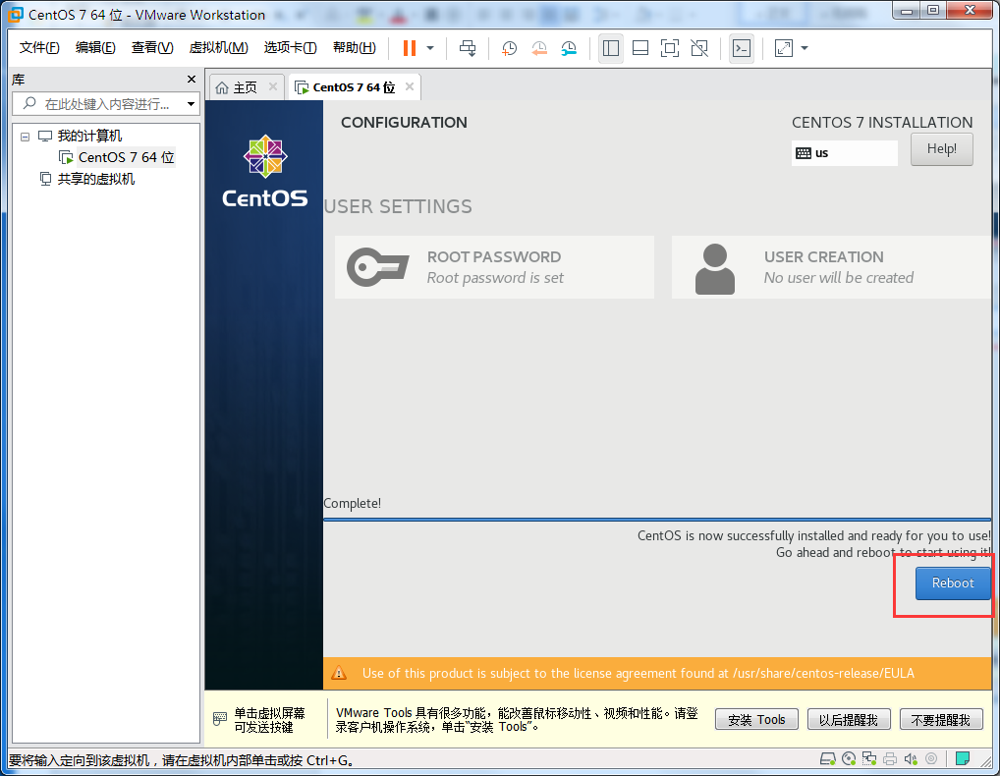 CentOS 7 64 位 - VMware Workstation
文件(F) 编辑(E) 查看(V) 虚拟机(M) 选项卡(T) 帮助(H)
库
在此处键入内容进行...
我的计算机
CentOS 7 64 位
共享的虚拟机
主页
CentOS 7 64 位
CentOS
CONFIGURATION
CENTOS 7 INSTALLATION
us
Help!
USER SETTINGS
ROOT PASSWORD
Root password is set
USER CREATION
No user will be created
Complete!
CentOS is now successfully installed and ready for you to use!
Go ahead and reboot to start using it!
Reboot
Use of this product is subject to the license agreement found at /usr/share/centos-release/EULA
单击虚拟屏幕
可发送按键
VMware Tools 具有很多功能，能改善鼠标移动性、视频和性能。请登
录客户机操作系统，单击“安装 Tools”。
安装 Tools
以后提醒我
不要提醒我
要将输入定向到该虚拟机，请在虚拟机内部单击或按 Ctrl+G。